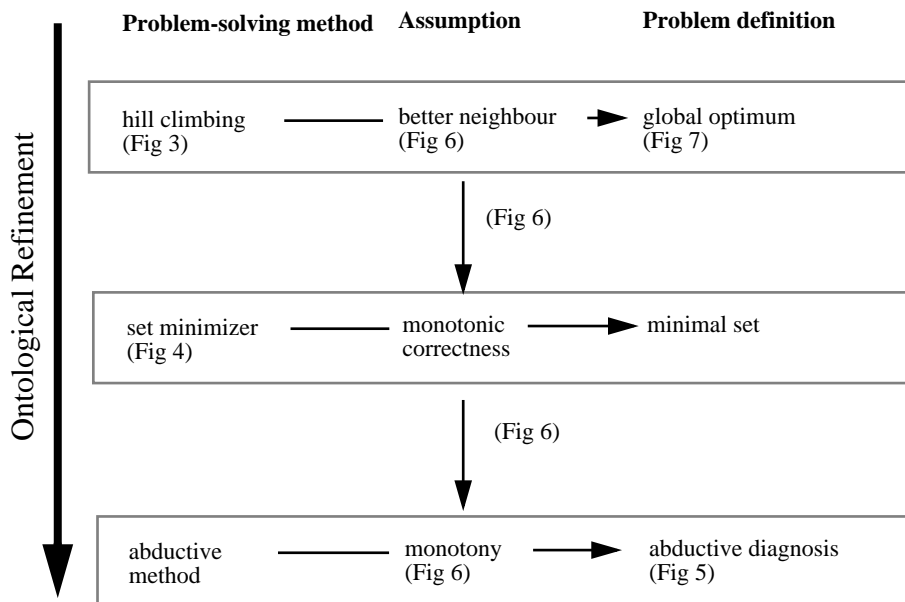 Problem-solving method Assumption Problem definition
Ontological Refinement
hill climbing better neighbour global optimum
(Fig 3) (Fig 6) (Fig 7)
(Fig 6)
set minimizer monotonic minimal set
(Fig 4) correctness
(Fig 6)
abductive monotony abductive diagnosis
method (Fig 6) (Fig 5)